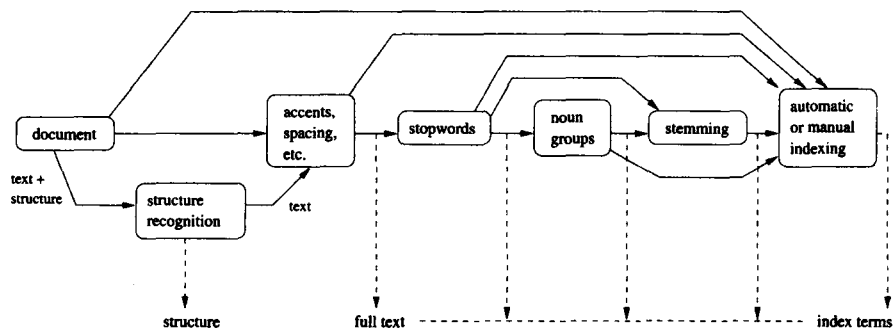 document
text +
structure
structure
recognition
text
accents,
spacing,
etc.
stopwords
noun
groups
stemming
automatic
or manual
indexing
structure
full text
index terms